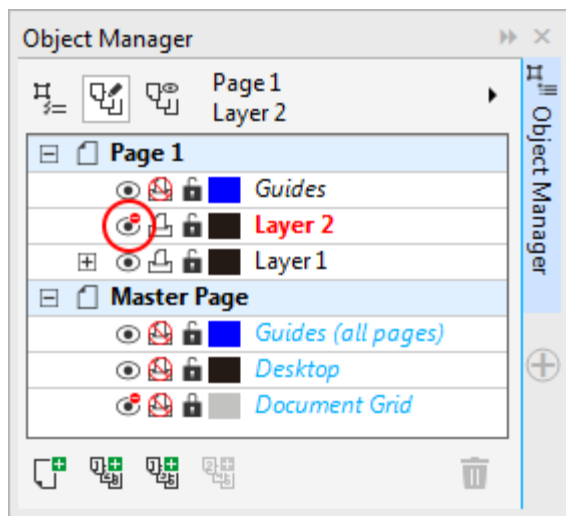 Object Manager
Page 1
Layer 2
Page 1
Guides
Layer 2
Layer 1
Master Page
Guides (all pages)
Desktop
Document Grid
Object Manager